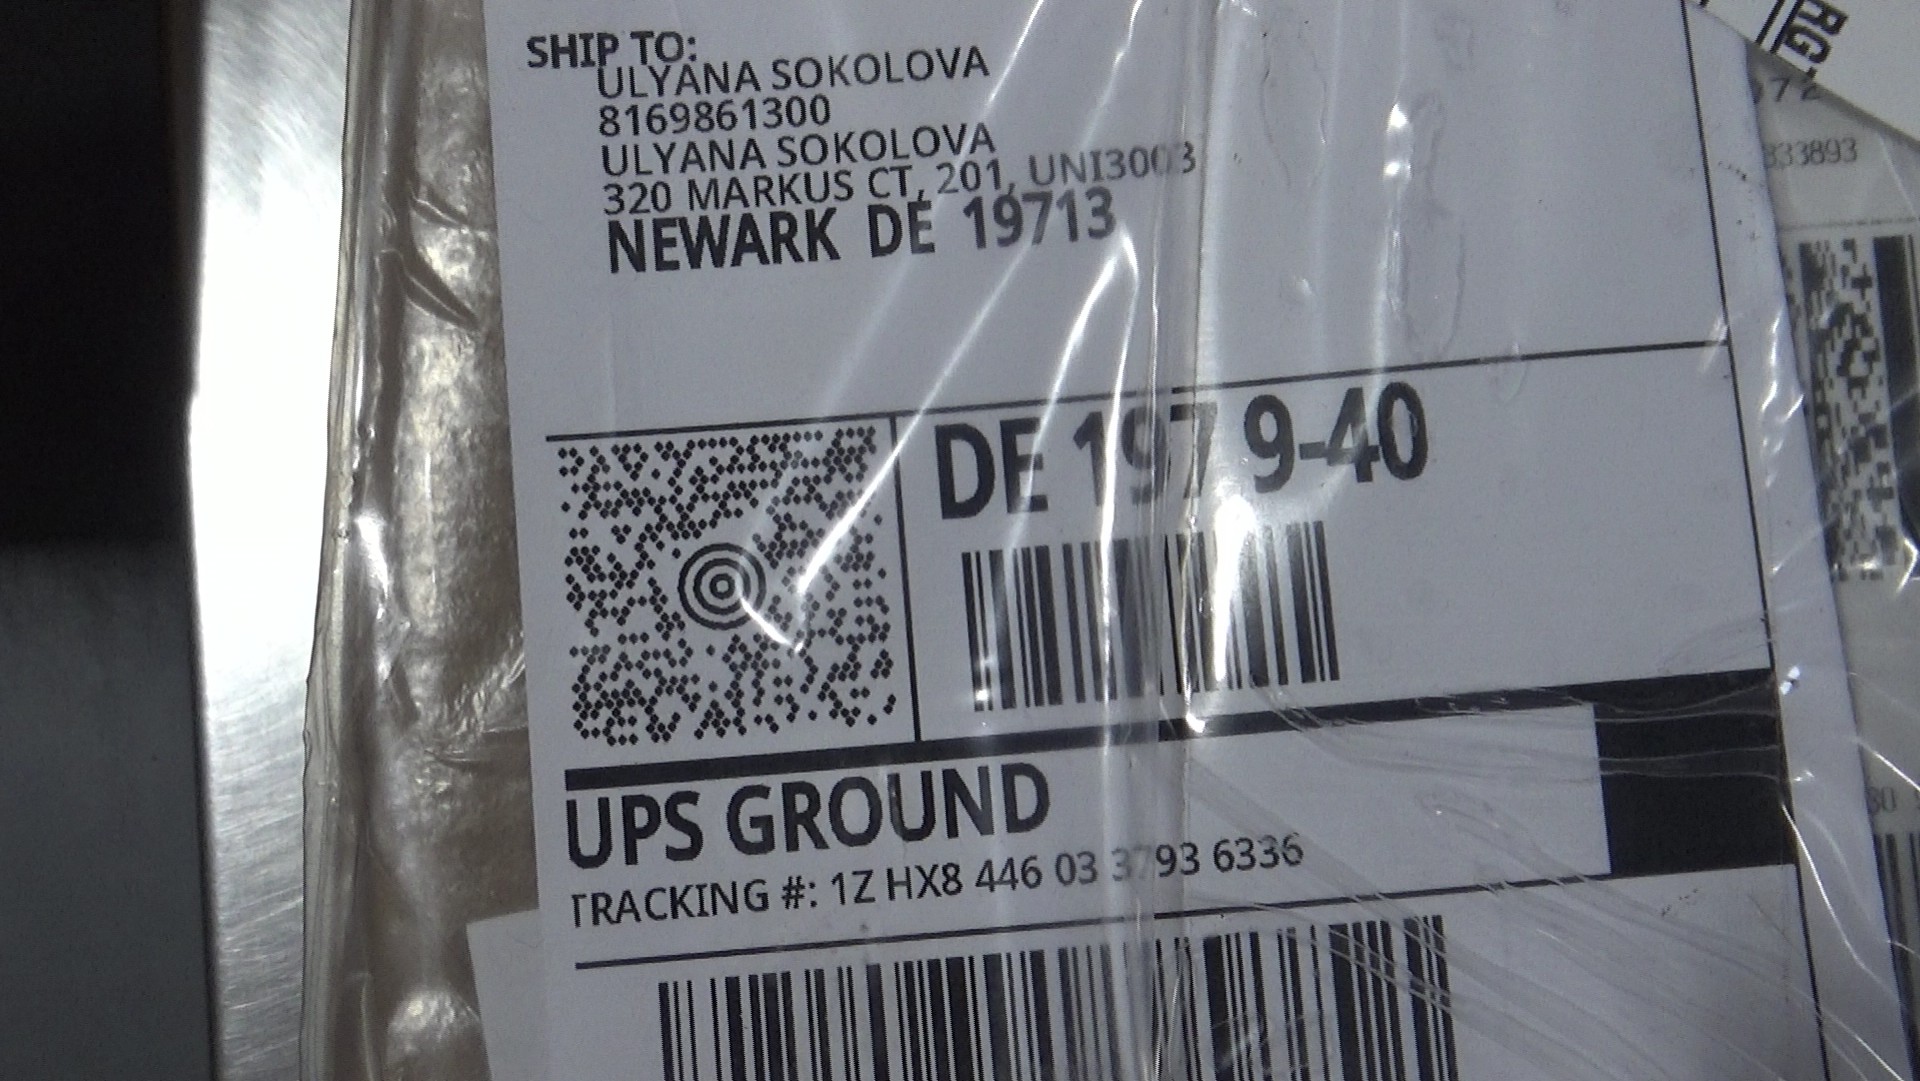 SHIP TO:
ULYANA SOKOLOVA
8169861300
ULYANA SOKOLOVA
320 MARKUS CT, 201, UNI3003
NEWARK DE 19713
DE 197 9-40
UPS GROUND
TRACKING #: 1Z HX8 446 03 3793 6336
333893